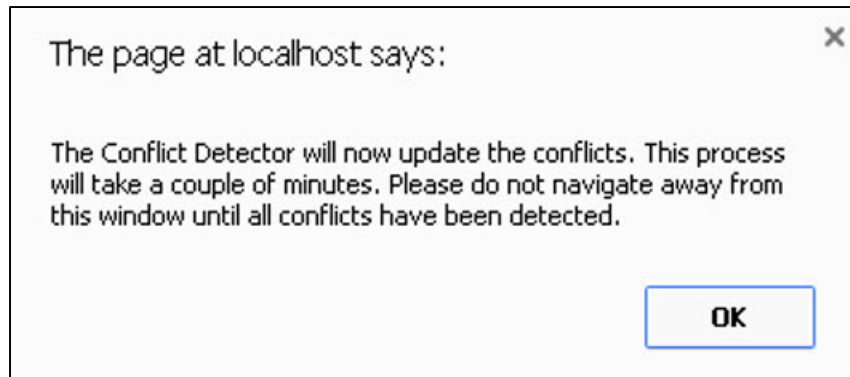 The page at localhost says:
The Conflict Detector will now update the conflicts. This process
will take a couple of minutes. Please do not navigate away from
this window until all conflicts have been detected.
OK